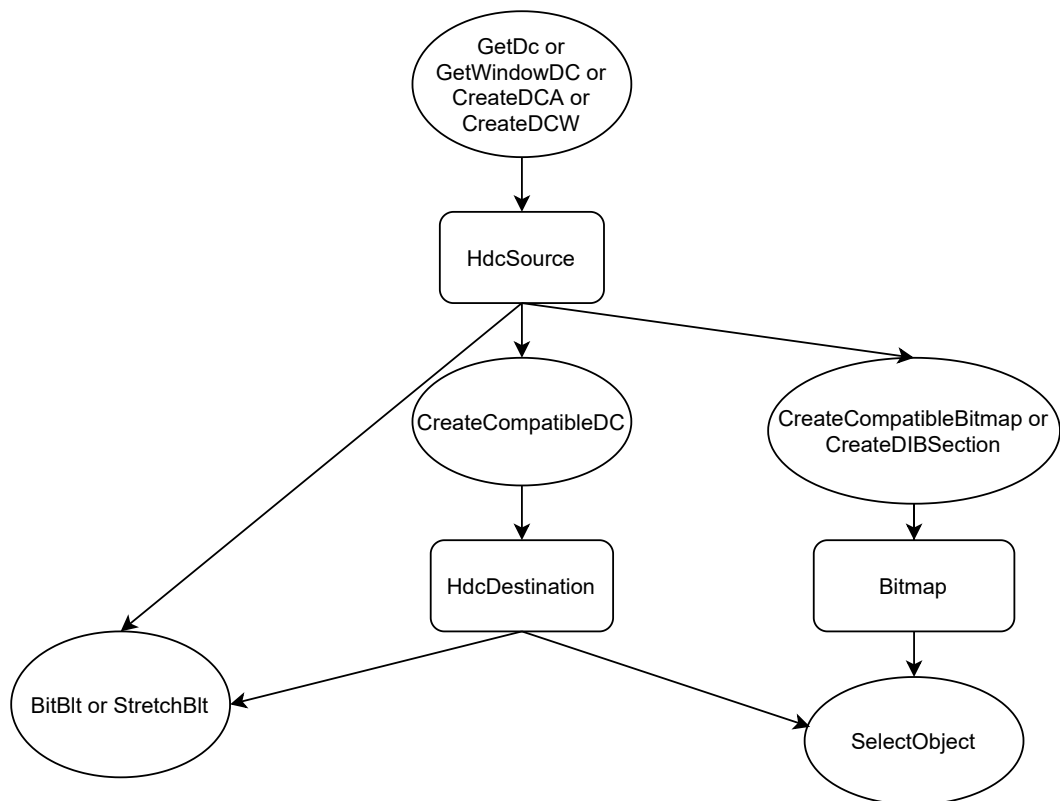 GetDc or
GetWindowDC or
CreateDCA or
CreateDCW
HdcSource
CreateCompatibleDC
CreateCompatibleBitmap or
CreateDIBSection
HdcDestination
Bitmap
BitBlt or StretchBlt
SelectObject